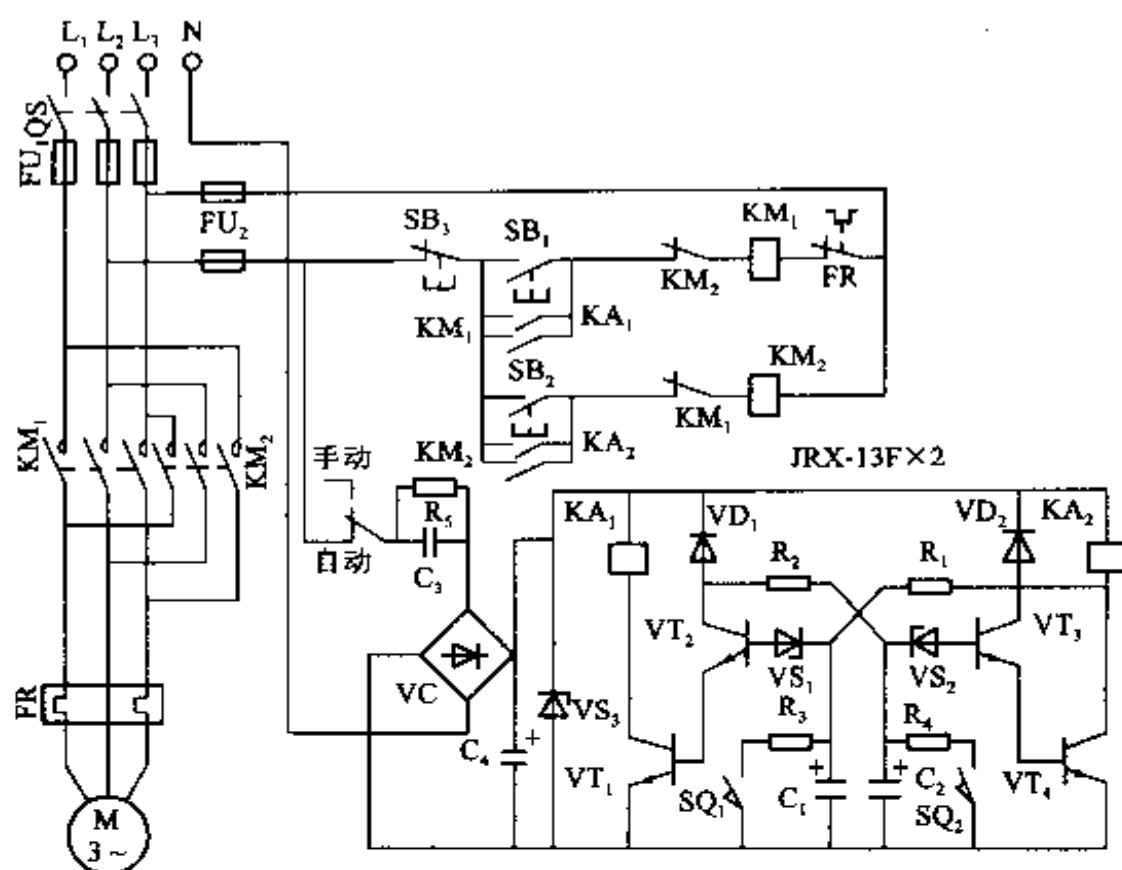 L₁ L₂ L₃ N
QS
FU₁
FU₂
SB₃
SB₁
KM₁
KM₂
FR
KM₁
KA₁
SB₂
KM₂
KM₁
KM₂
KA₂
JRX-13F×2
KM₁
KM₂
手动
自动
R₅
C₃
KA₁
VD₁
VD₂
KA₂
R₂
R₁
VT₂
VS₁
VS₂
VT₃
VC
VS₃
R₃
R₄
C₄
+
VT₁
SQ₁
C₁
+
+
C₂
SQ₂
VT₄
FR
M
3～